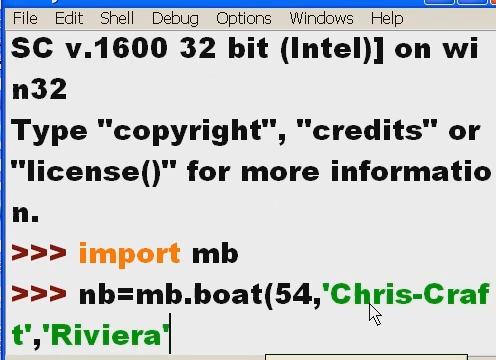 File Edit Shell Debug Options Windows Help
SC v.1600 32 bit (Intel)] on wi
n32
Type "copyright", "credits" or
"license()" for more informatio
n.
>>> import mb
>>> nb=mb.boat(54,'Chris-Craf
t','Riviera'